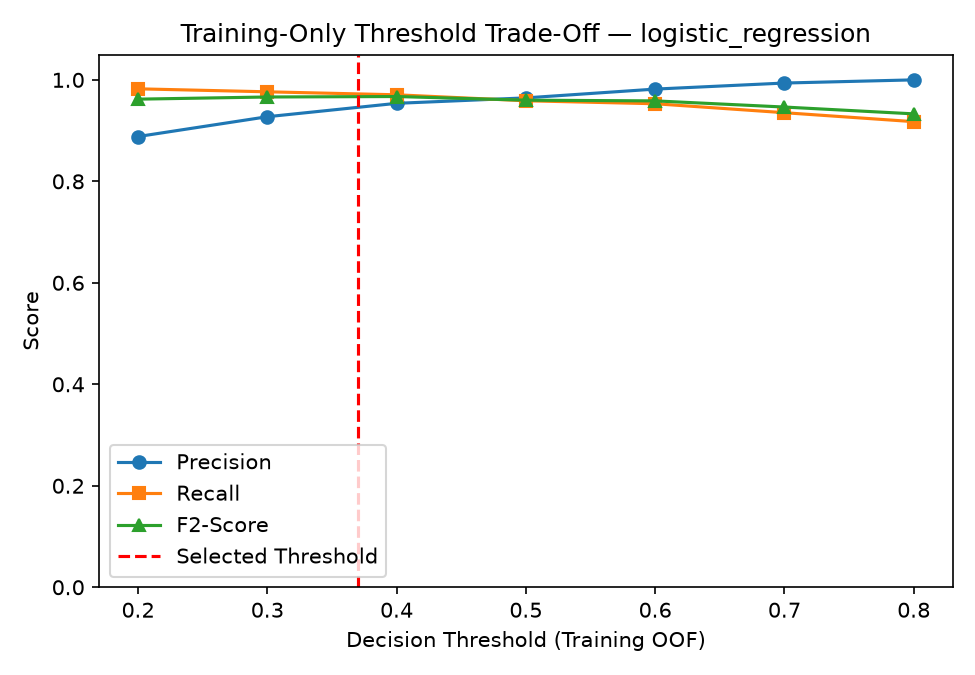 Training-Only Threshold Trade-Off — logistic_regression
Score
1.0
0.8
0.6
0.4
0.2
0.0
Precision
Recall
F2-Score
Selected Threshold
0.2 0.3 0.4 0.5 0.6 0.7 0.8
Decision Threshold (Training OOF)